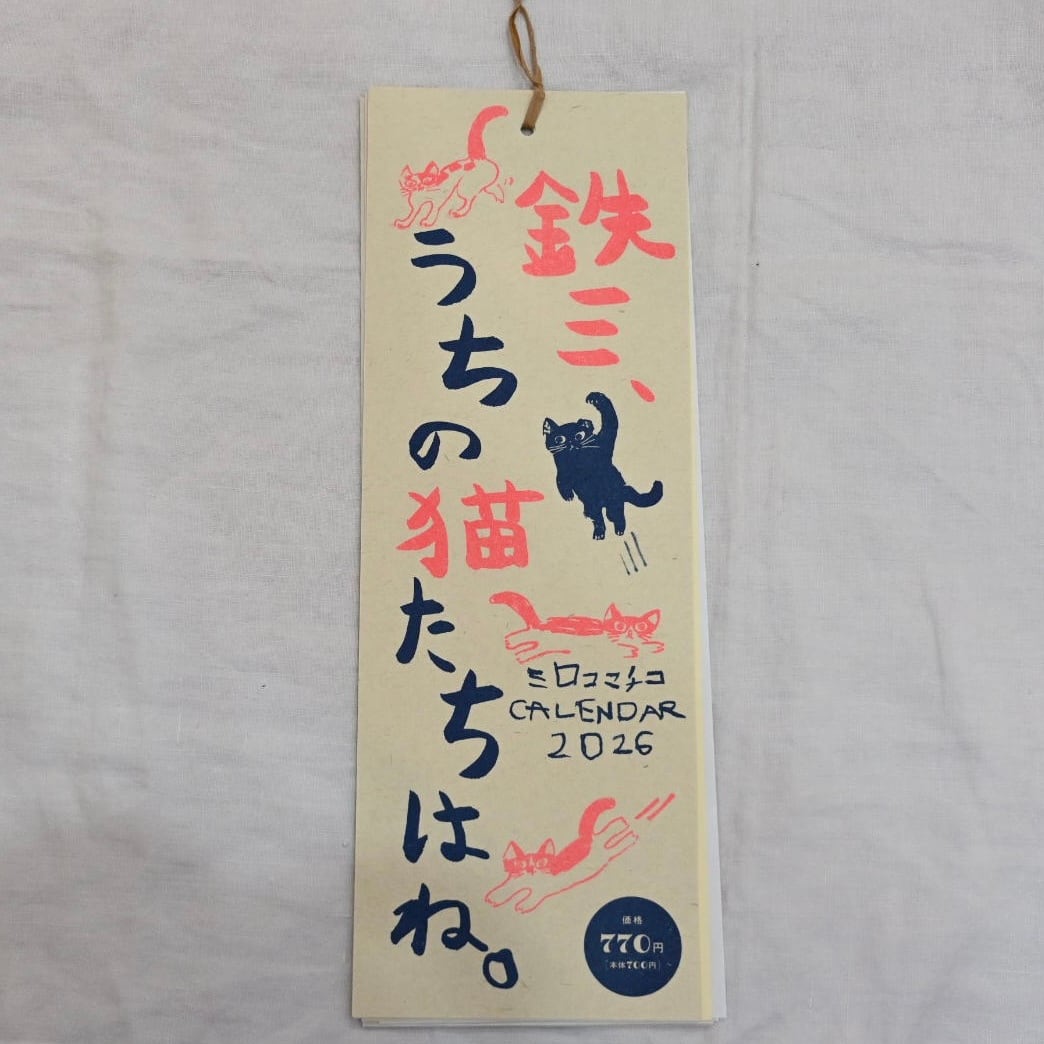 鉄三、
うちの猫たちはね。
ミロコマチコ
CALENDAR
2026
価格
770円
[本体700円]